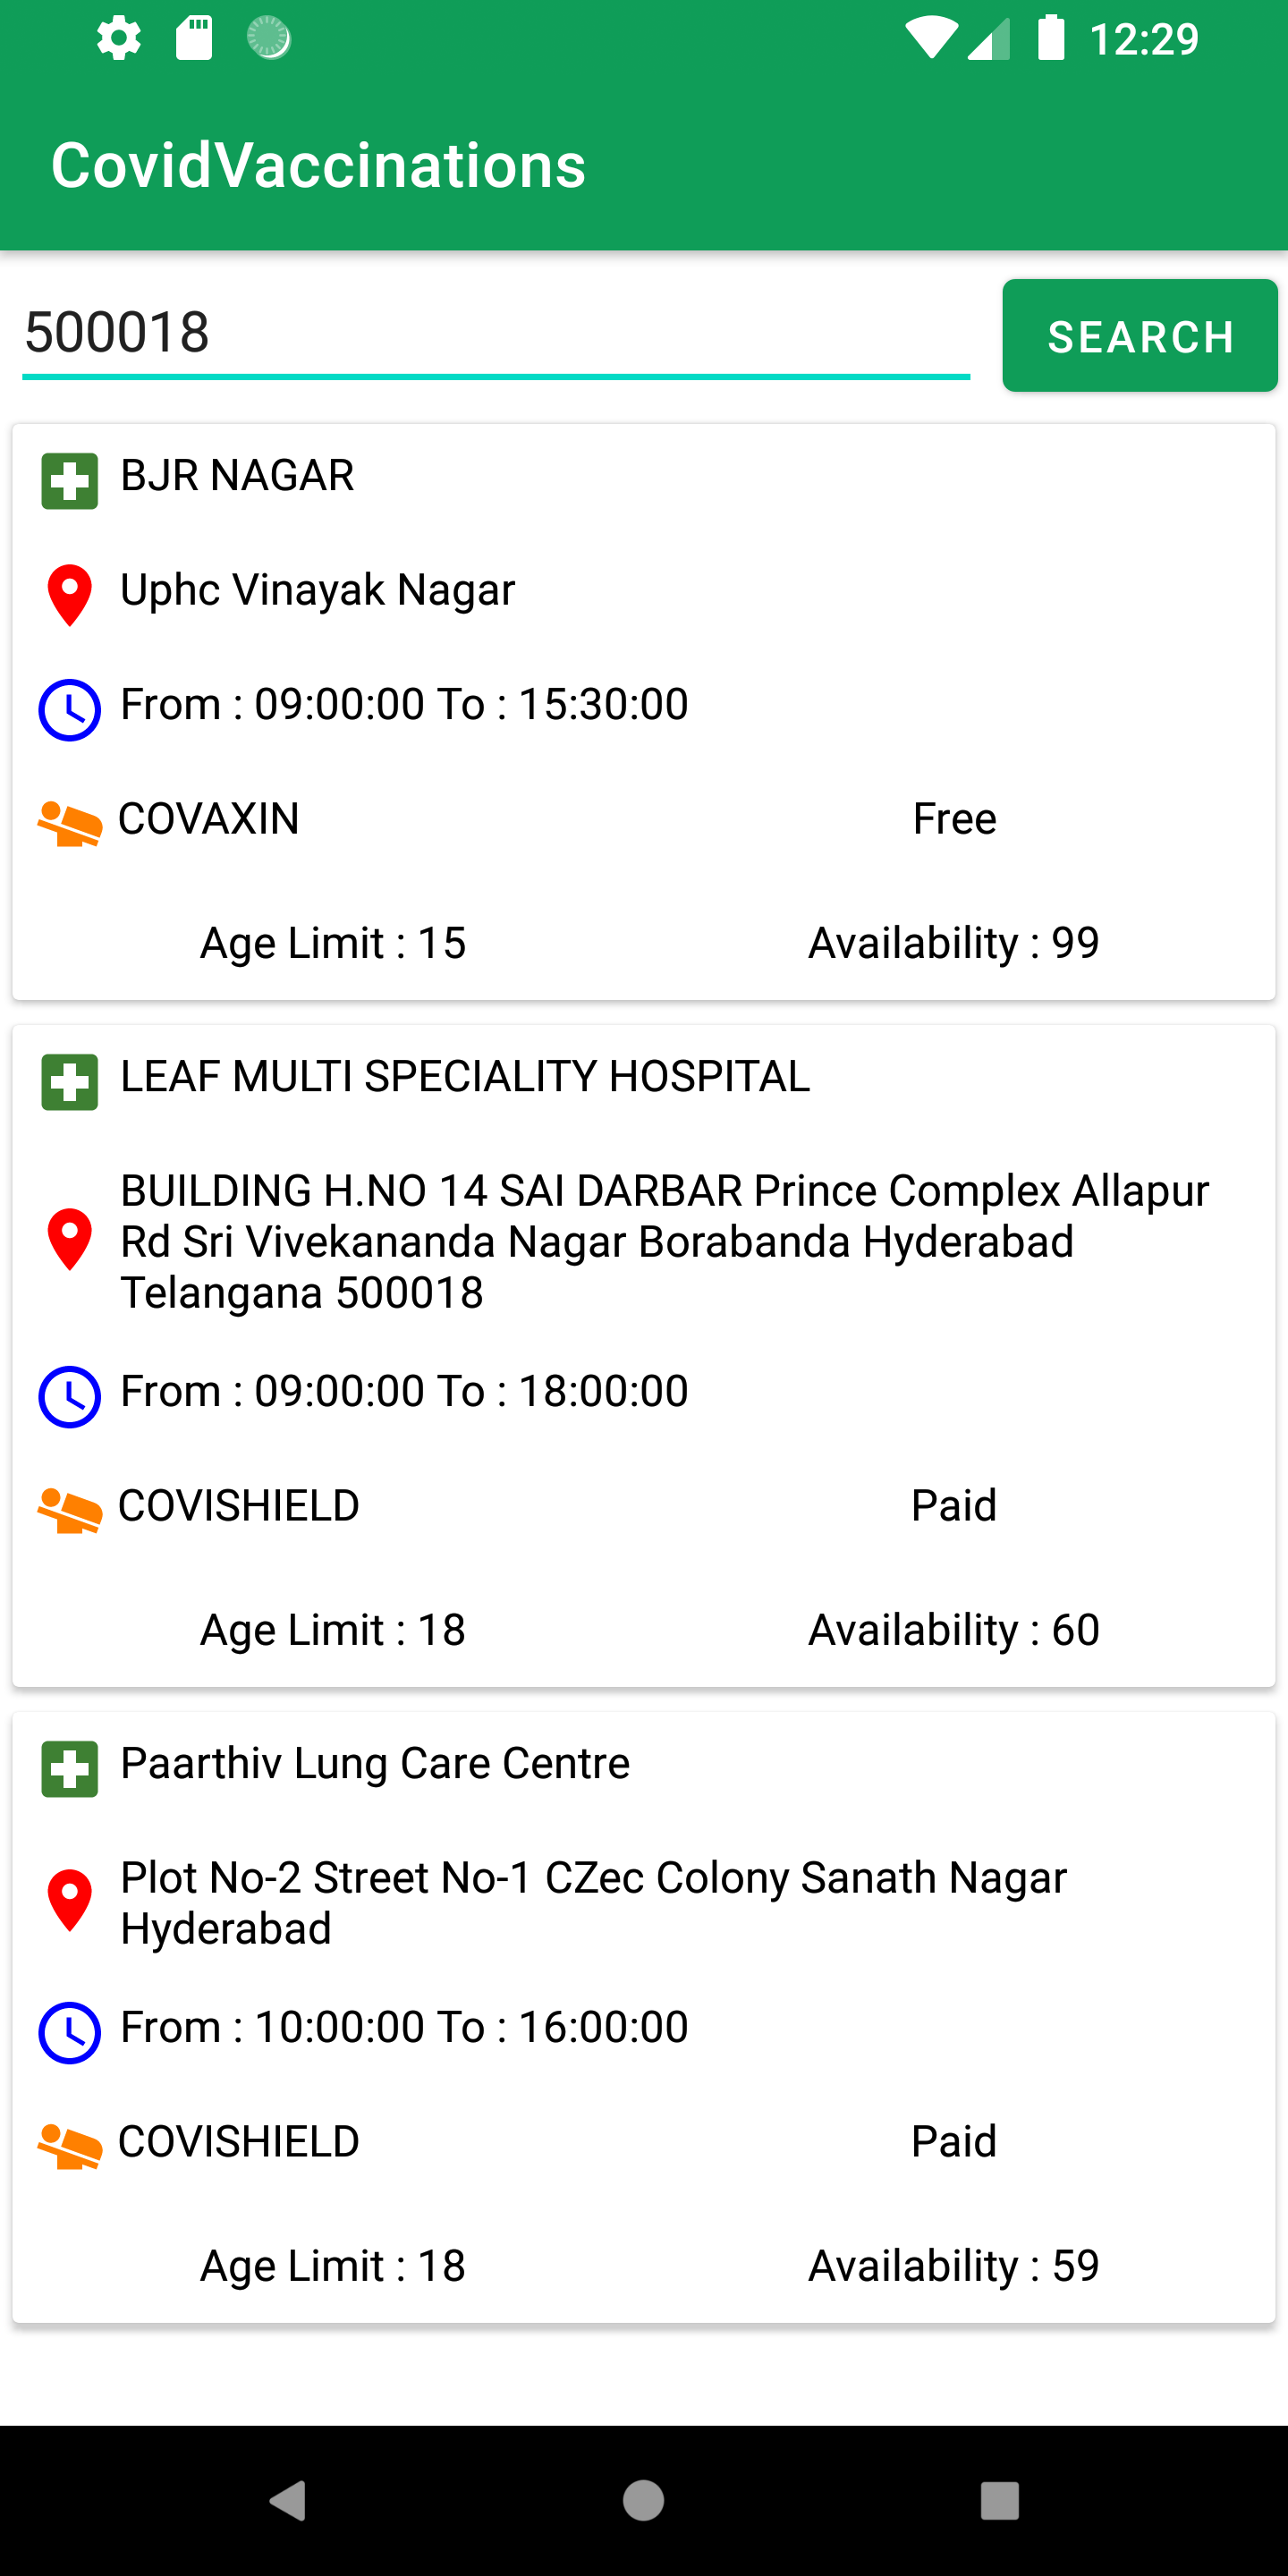 12:29
CovidVaccinations
500018
SEARCH
BJR NAGAR
Uphc Vinayak Nagar
From : 09:00:00 To : 15:30:00
COVAXIN Free
Age Limit : 15 Availability : 99
LEAF MULTI SPECIALITY HOSPITAL
BUILDING H.NO 14 SAI DARBAR Prince Complex Allapur
Rd Sri Vivekananda Nagar Borabanda Hyderabad
Telangana 500018
From : 09:00:00 To : 18:00:00
COVISHIELD Paid
Age Limit : 18 Availability : 60
Paarthiv Lung Care Centre
Plot No-2 Street No-1 CZec Colony Sanath Nagar
Hyderabad
From : 10:00:00 To : 16:00:00
COVISHIELD Paid
Age Limit : 18 Availability : 59